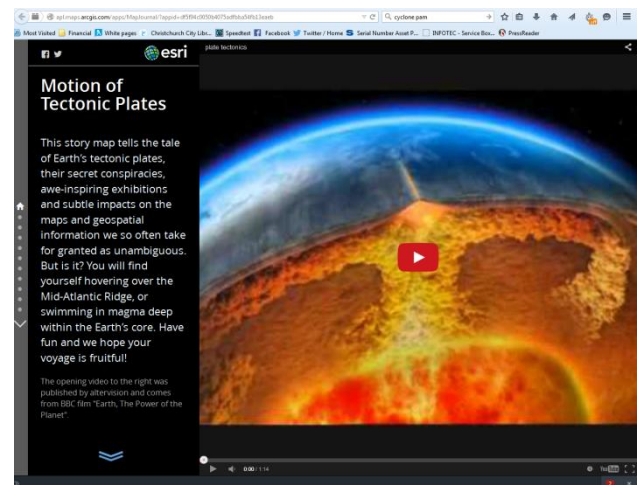 cyclone pam
Most Visited Financial White pages Christchurch City Libr... Speedtest Facebook Twitter / Home Serial Number Asset P... INFOTEC - Service Box... PressReader
esri
plate tectonics
Motion of
Tectonic Plates
This story map tells the tale
of Earth's tectonic plates,
their secret conspiracies,
awe-inspiring exhibitions
and subtle impacts on the
maps and geospatial
information we so often take
for granted as unambiguous.
But is it? You will find
yourself hovering over the
Mid-Atlantic Ridge, or
swimming in magma deep
within the Earth's core. Have
fun and we hope your
voyage is fruitful!
The opening video to the right was
published by altervision and comes
from BBC film "Earth, The Power of the
Planet".
0:00 / 1:14